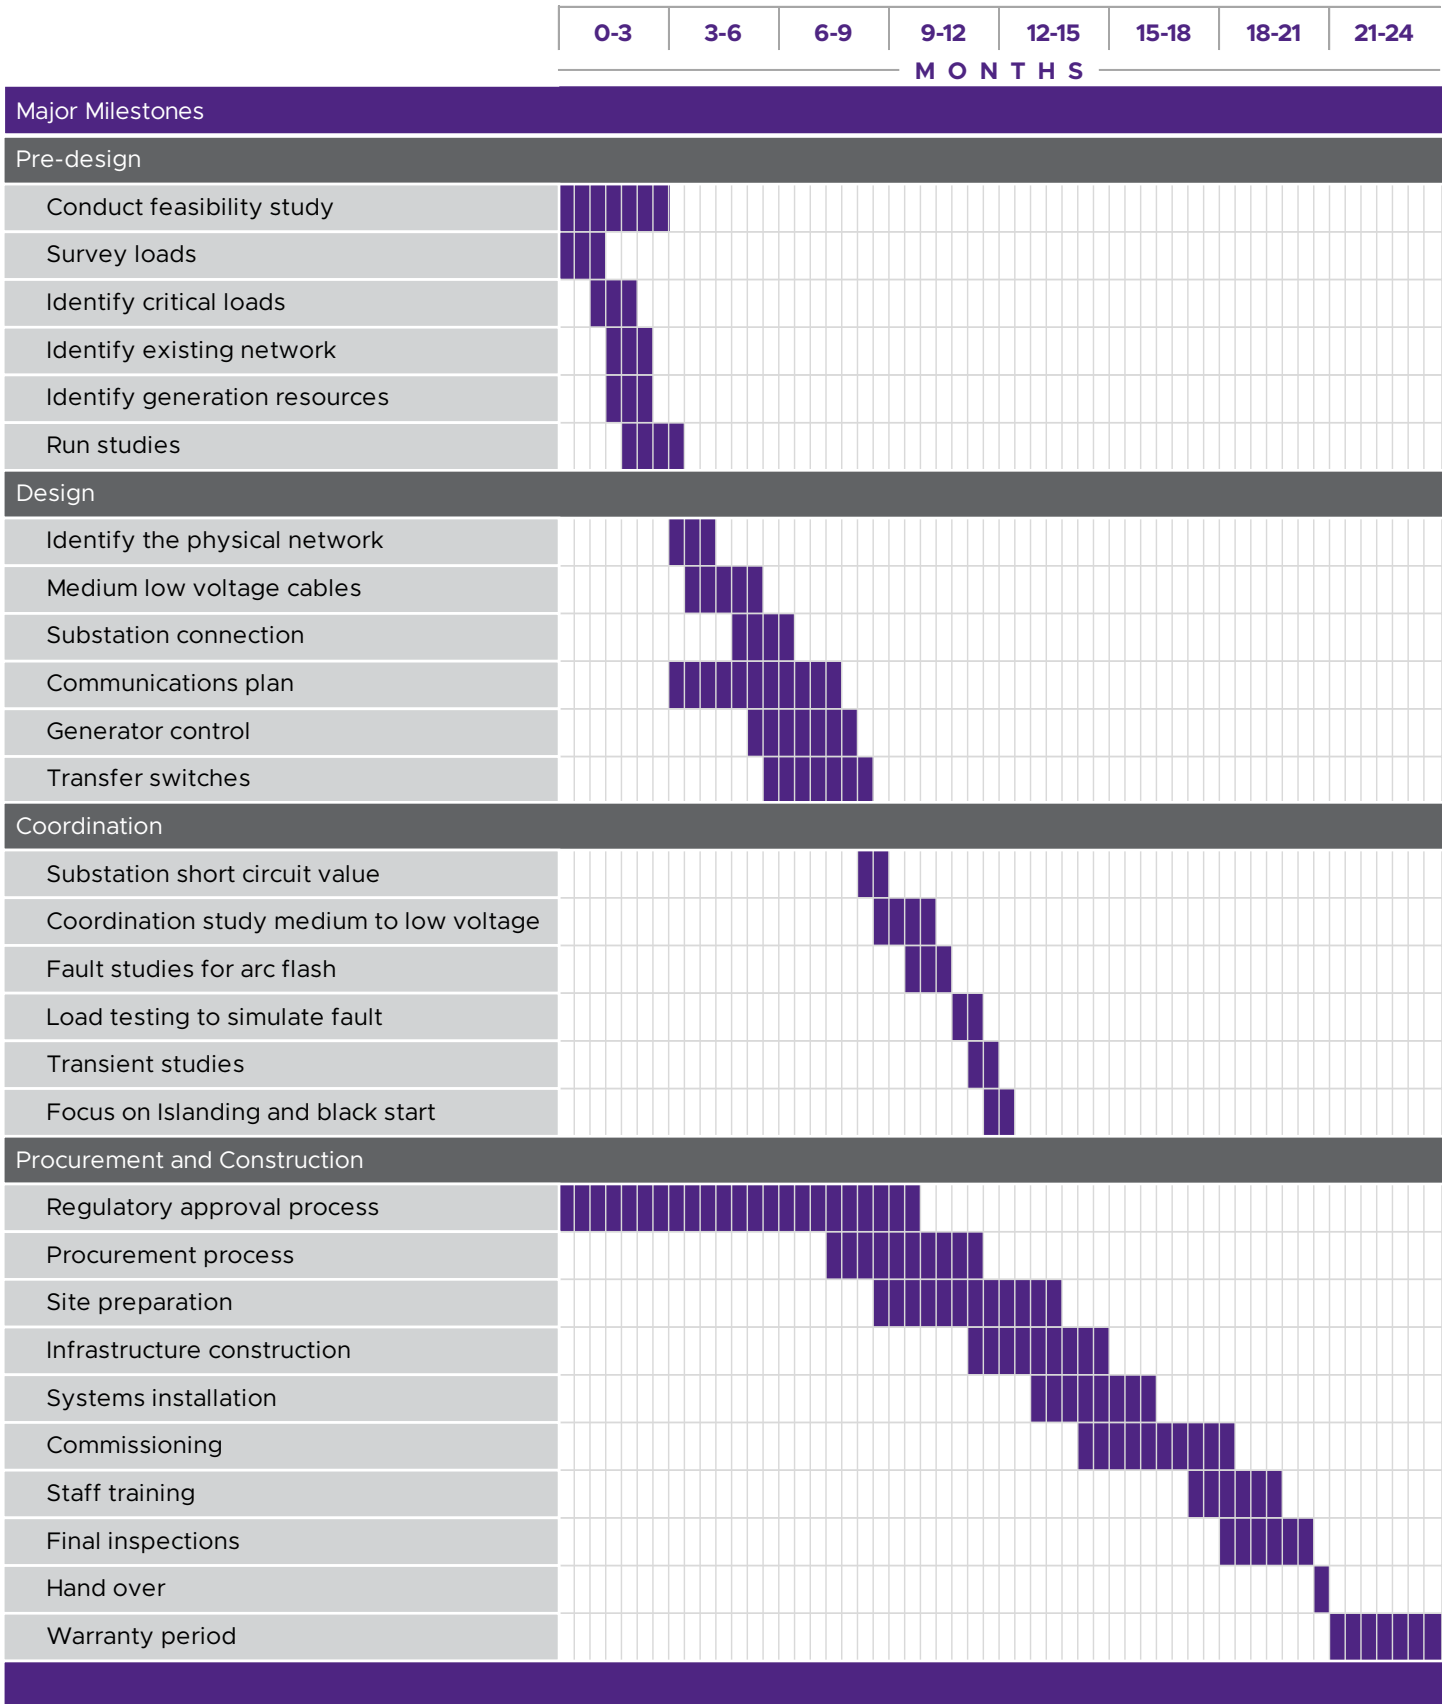 0-3 3-6 6-9 9-12 12-15 15-18 18-21 21-24
MONTHS
Major Milestones
Pre-design
Conduct feasibility study
Survey loads
Identify critical loads
Identify existing network
Identify generation resources
Run studies
Design
Identify the physical network
Medium low voltage cables
Substation connection
Communications plan
Generator control
Transfer switches
Coordination
Substation short circuit value
Coordination study medium to low voltage
Fault studies for arc flash
Load testing to simulate fault
Transient studies
Focus on Islanding and black start
Procurement and Construction
Regulatory approval process
Procurement process
Site preparation
Infrastructure construction
Systems installation
Commissioning
Staff training
Final inspections
Hand over
Warranty period